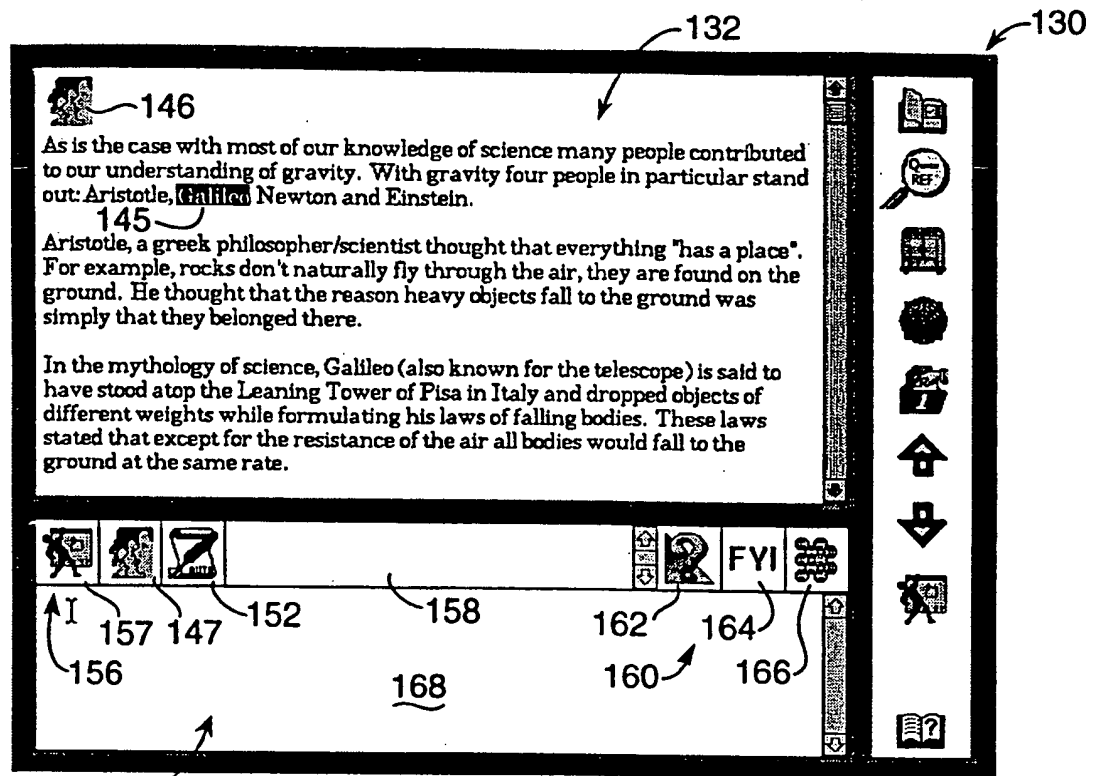 132
130
146
As is the case with most of our knowledge of science many people contributed
to our understanding of gravity. With gravity four people in particular stand
out: Aristotle, Galileo Newton and Einstein.
145
Aristotle, a greek philosopher/scientist thought that everything "has a place".
For example, rocks don't naturally fly through the air, they are found on the
ground. He thought that the reason heavy objects fall to the ground was
simply that they belonged there.
In the mythology of science, Galileo (also known for the telescope) is said to
have stood atop the Leaning Tower of Pisa in Italy and dropped objects of
different weights while formulating his laws of falling bodies. These laws
stated that except for the resistance of the air all bodies would fall to the
ground at the same rate.
Q
REF
1
FYI
157 147 152 158 162 164
156 168 160 166
?